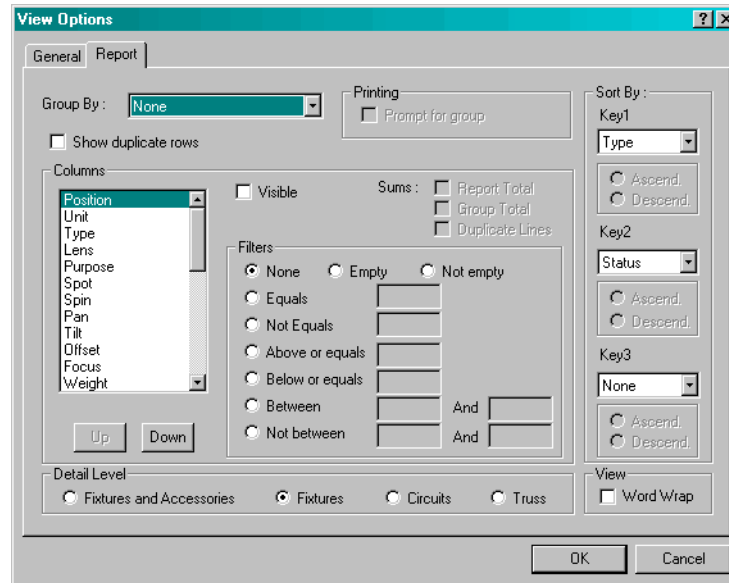 View Options
General
Report
Group By :
None
Show duplicate rows
Printing
Prompt for group
Columns
Position
Unit
Type
Lens
Purpose
Spot
Spin
Pan
Tilt
Offset
Focus
Weight
Up
Down
Visible
Sums :
Report Total
Group Total
Duplicate Lines
Filters
None
Empty
Not empty
Equals
Not Equals
Above or equals
Below or equals
Between
And
Not between
And
Sort By :
Key1
Type
Ascend.
Descend.
Key2
Status
Ascend.
Descend.
Key3
None
Ascend.
Descend.
Detail Level
Fixtures and Accessories
Fixtures
Circuits
Truss
View
Word Wrap
OK
Cancel